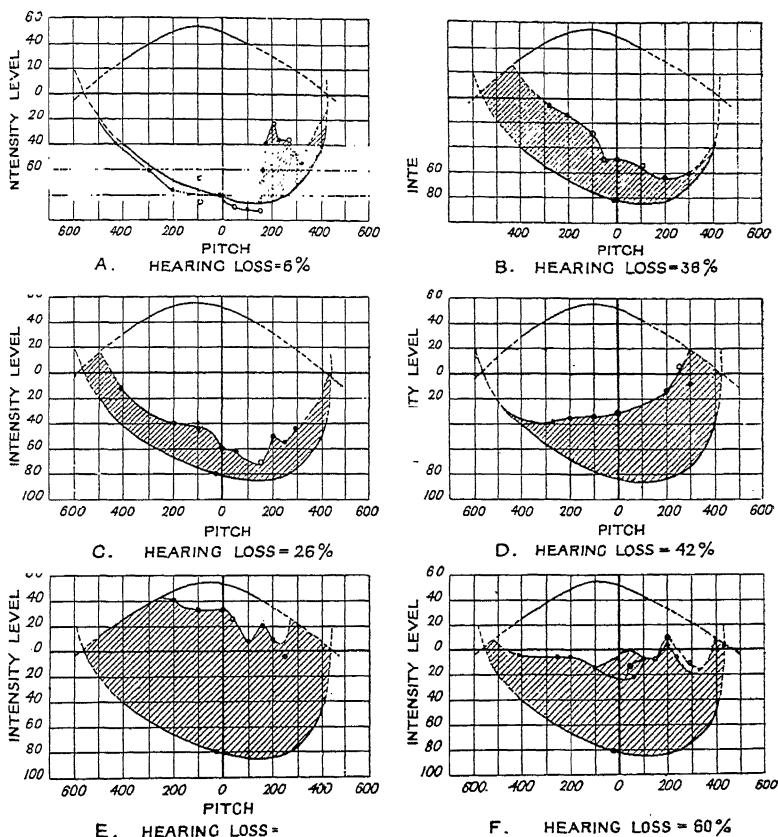 60
40
20
0
20
40
60
NTENSITY LEVEL
600 400 200 0 200 400 600
PITCH
A. HEARING LOSS=6%
60
80
INTE
600 400 200 0 200 400 600
PITCH
B. HEARING LOSS=38%
40
20
0
20
40
60
80
100
INTENSITY LEVEL
600 400 200 0 200 400 600
PITCH
C. HEARING LOSS=26%
60
40
20
0
80
100
ITY LEVEL
600 400 200 0 200 400 600
PITCH
D. HEARING LOSS=42%
40
20
0
20
40
60
80
100
INTENSITY LEVEL
600 400 200 0 200 400 600
PITCH
E. HEARING LOSS=
60
40
20
0
20
40
60
80
100
INTENSITY LEVEL
600 400 200 0 200 400 600
F. HEARING LOSS=60%